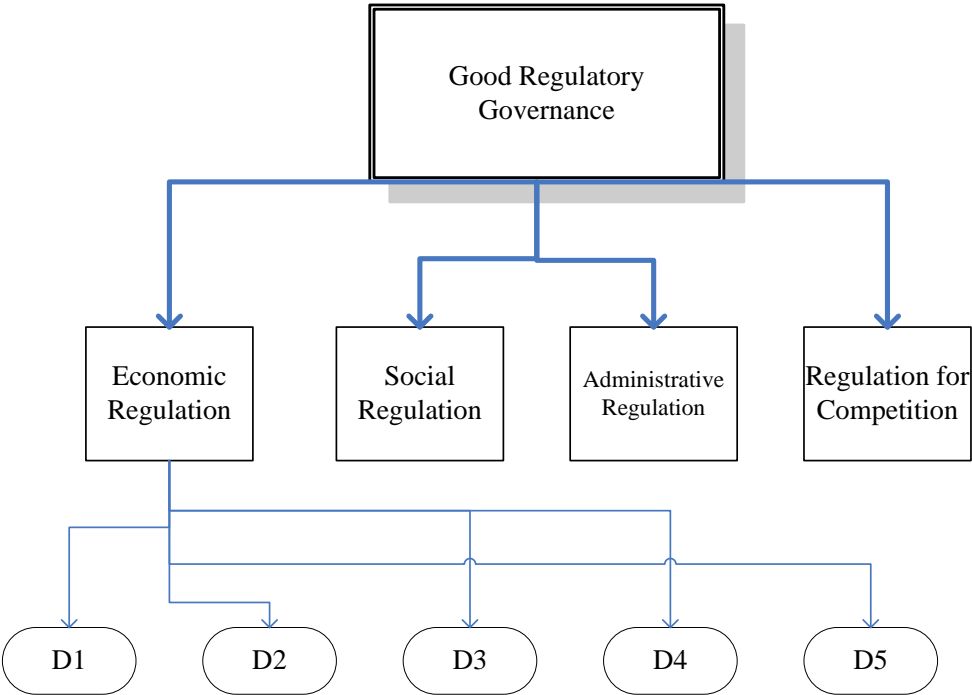 Good Regulatory
Governance
Economic
Regulation
Social
Regulation
Administrative
Regulation
Regulation for
Competition
D1
D2
D3
D4
D5